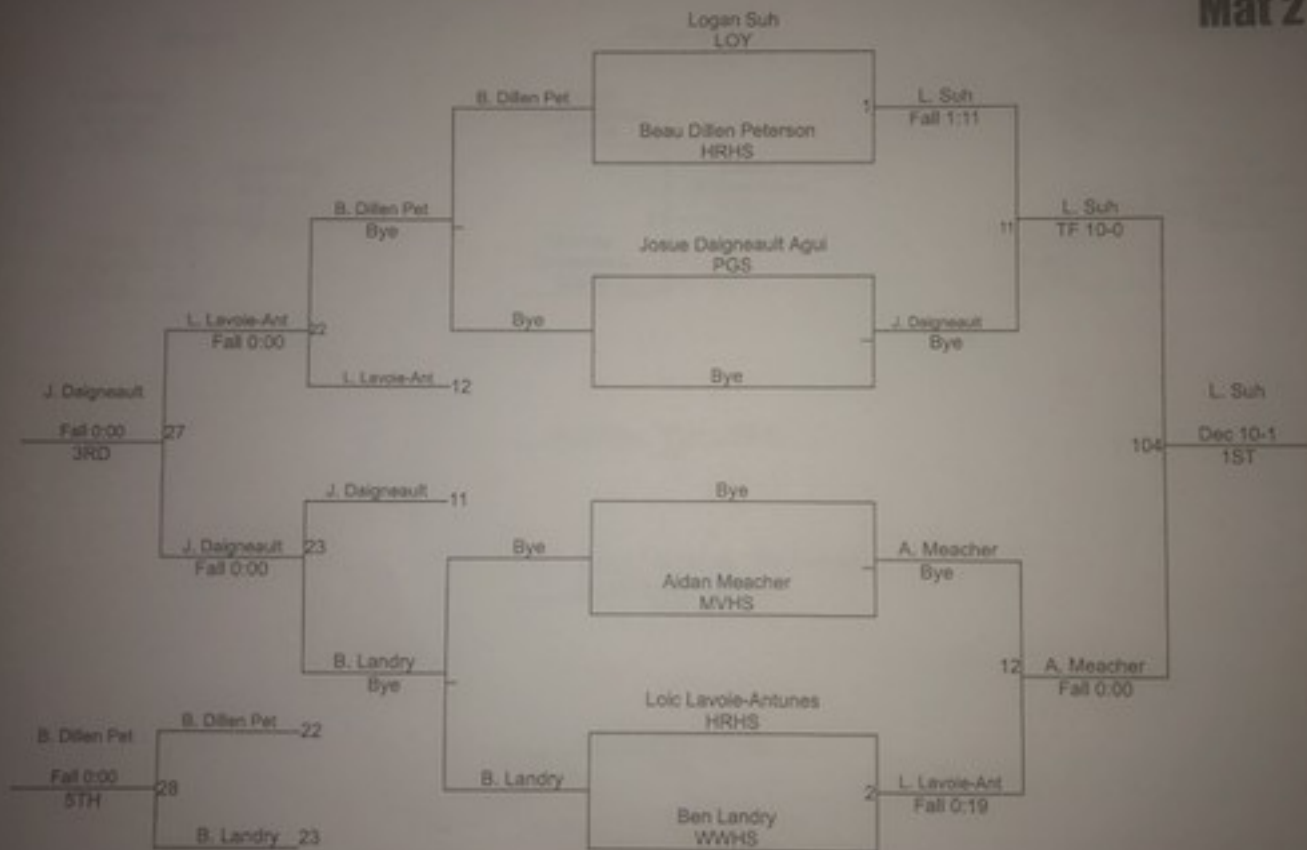 Mat 2
Logan Suh
LOY
B. Dillen Pet
1
L. Suh
Fall 1:11
Beau Dillen Peterson
HRHS
B. Dillen Pet
Bye
L. Suh
TF 10-0
11
Josue Daigneault Agui
PGS
L. Lavoie-Ant
Fall 0:00
22
Bye
J. Daigneault
Bye
L. Lavoie-Ant 12
Bye
J. Daigneault
Fall 0:00
3RD
27
L. Suh
104
Dec 10-1
1ST
J. Daigneault 11
Bye
J. Daigneault
Fall 0:00
23
Bye
A. Meacher
Bye
Aidan Meacher
MVHS
B. Landry
Bye
12
A. Meacher
Fall 0:00
Loic Lavoie-Antunes
HRHS
B. Dillen Pet 22
B. Dillen Pet
Fall 0:00
5TH
28
B. Landry
2
L. Lavoie-Ant
Fall 0:19
Ben Landry
WWHS
B. Landry 23